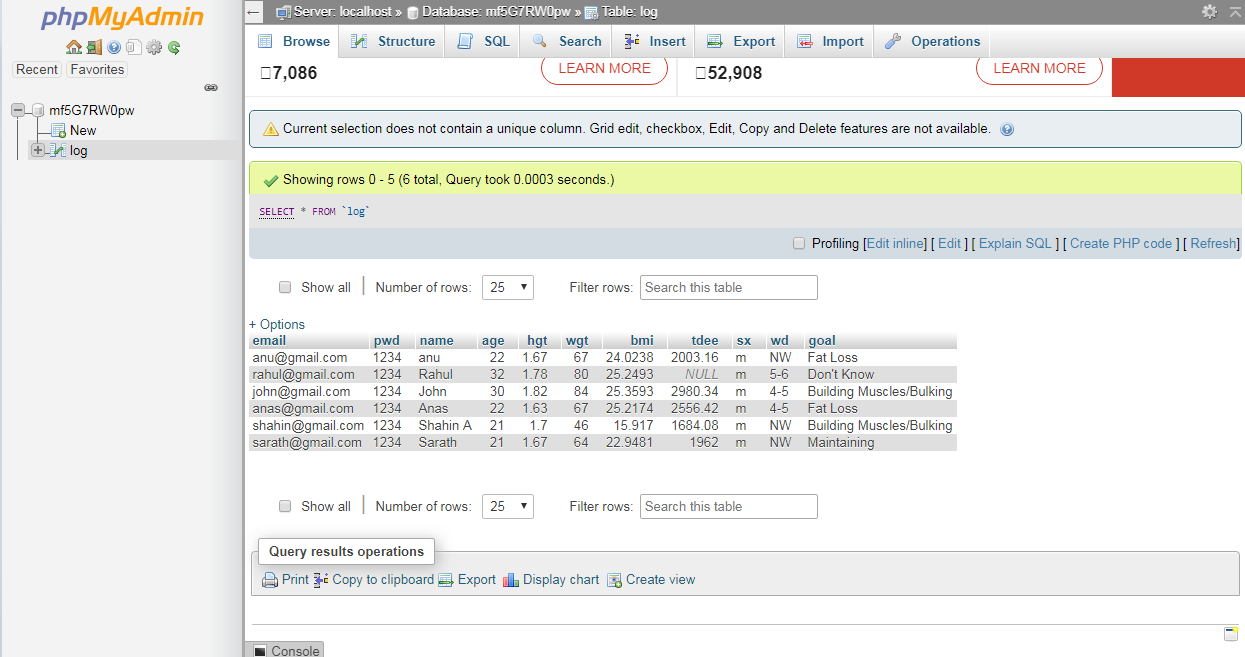 phpMyAdmin
Recent Favorites
mf5G7RW0pw
New
log
Server: localhost » Database: mf5G7RW0pw » Table: log
Browse Structure SQL Search Insert Export Import Operations
7,086 LEARN MORE 52,908 LEARN MORE
Current selection does not contain a unique column. Grid edit, checkbox, Edit, Copy and Delete features are not available.
Showing rows 0 - 5 (6 total, Query took 0.0003 seconds.)
SELECT * FROM `log`
Profiling [Edit inline] [ Edit ] [ Explain SQL ] [ Create PHP code ] [ Refresh]
Show all Number of rows: 25 Filter rows: Search this table
+ Options
email pwd name age hgt wgt bmi tdee sx wd goal
anu@gmail.com 1234 anu 22 1.67 67 24.0238 2003.16 m NW Fat Loss
rahul@gmail.com 1234 Rahul 32 1.78 80 25.2493 NULL m 5-6 Don't Know
john@gmail.com 1234 John 30 1.82 84 25.3593 2980.34 m 4-5 Building Muscles/Bulking
anas@gmail.com 1234 Anas 22 1.63 67 25.2174 2556.42 m 4-5 Fat Loss
shahin@gmail.com 1234 Shahin A 21 1.7 46 15.917 1684.08 m NW Building Muscles/Bulking
sarath@gmail.com 1234 Sarath 21 1.67 64 22.9481 1962 m NW Maintaining
Show all Number of rows: 25 Filter rows: Search this table
Query results operations
Print Copy to clipboard Export Display chart Create view
Console